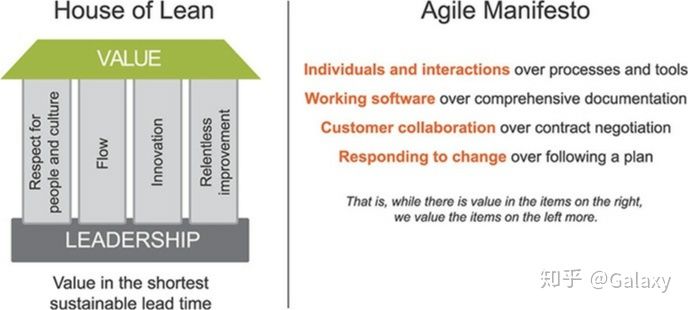 House of Lean
VALUE
Respect for
people and culture
Flow
Innovation
Relentless
improvement
LEADERSHIP
Value in the shortest
sustainable lead time
Agile Manifesto
Individuals and interactions over processes and tools
Working software over comprehensive documentation
Customer collaboration over contract negotiation
Responding to change over following a plan
That is, while there is value in the items on the right,
we value the items on the left more.
知乎 @Galaxy